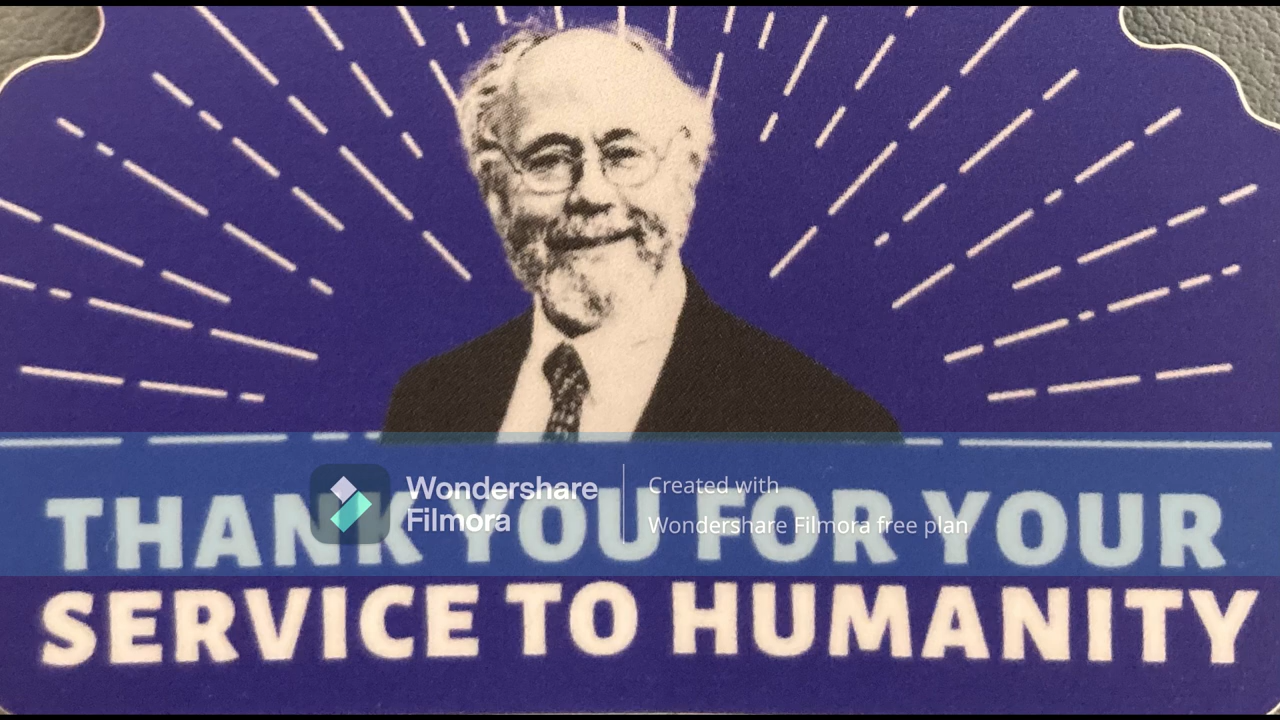 Wondershare
Filmora
Created with
Wondershare Filmora free plan
THANK YOU FOR YOUR
SERVICE TO HUMANITY